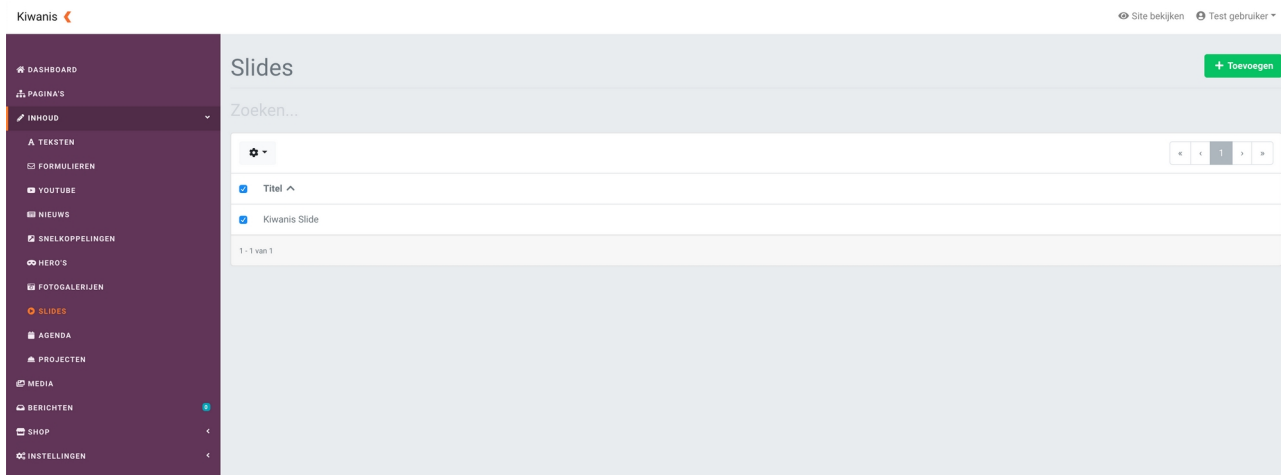 Kiwanis
Site bekijken
Test gebruiker
DASHBOARD
PAGINA'S
INHOUD
TEKSTEN
FORMULIEREN
YOUTUBE
NIEUWS
SNELKOPPELINGEN
HERO'S
FOTOGALERIJEN
SLIDES
AGENDA
PROJECTEN
MEDIA
BERICHTEN 0
SHOP
INSTELLINGEN
Slides
+ Toevoegen
Zoeken...
« ‹ 1 › »
Titel
Kiwanis Slide
1 - 1 van 1